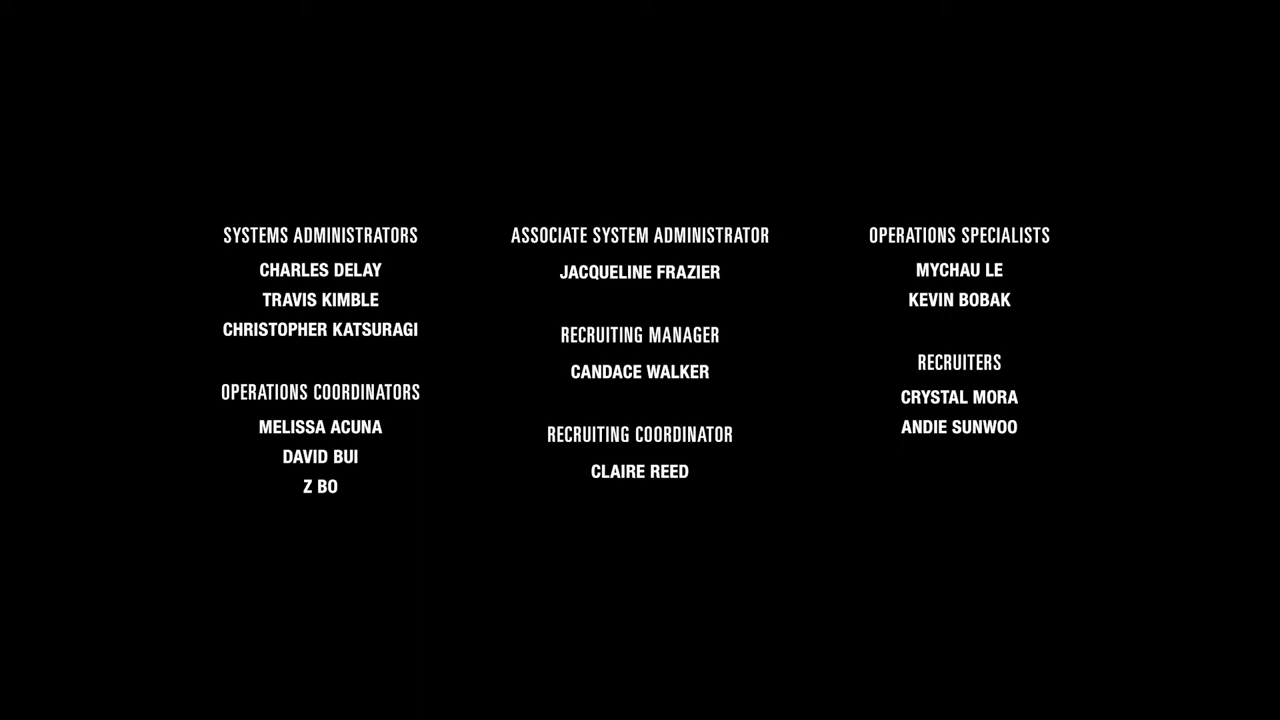 SYSTEMS ADMINISTRATORS
CHARLES DELAY
TRAVIS KIMBLE
CHRISTOPHER KATSURAGI
OPERATIONS COORDINATORS
MELISSA ACUNA
DAVID BUI
Z BO
ASSOCIATE SYSTEM ADMINISTRATOR
JACQUELINE FRAZIER
RECRUITING MANAGER
CANDACE WALKER
RECRUITING COORDINATOR
CLAIRE REED
OPERATIONS SPECIALISTS
MYCHAU LE
KEVIN BOBAK
RECRUITERS
CRYSTAL MORA
ANDIE SUNWOO